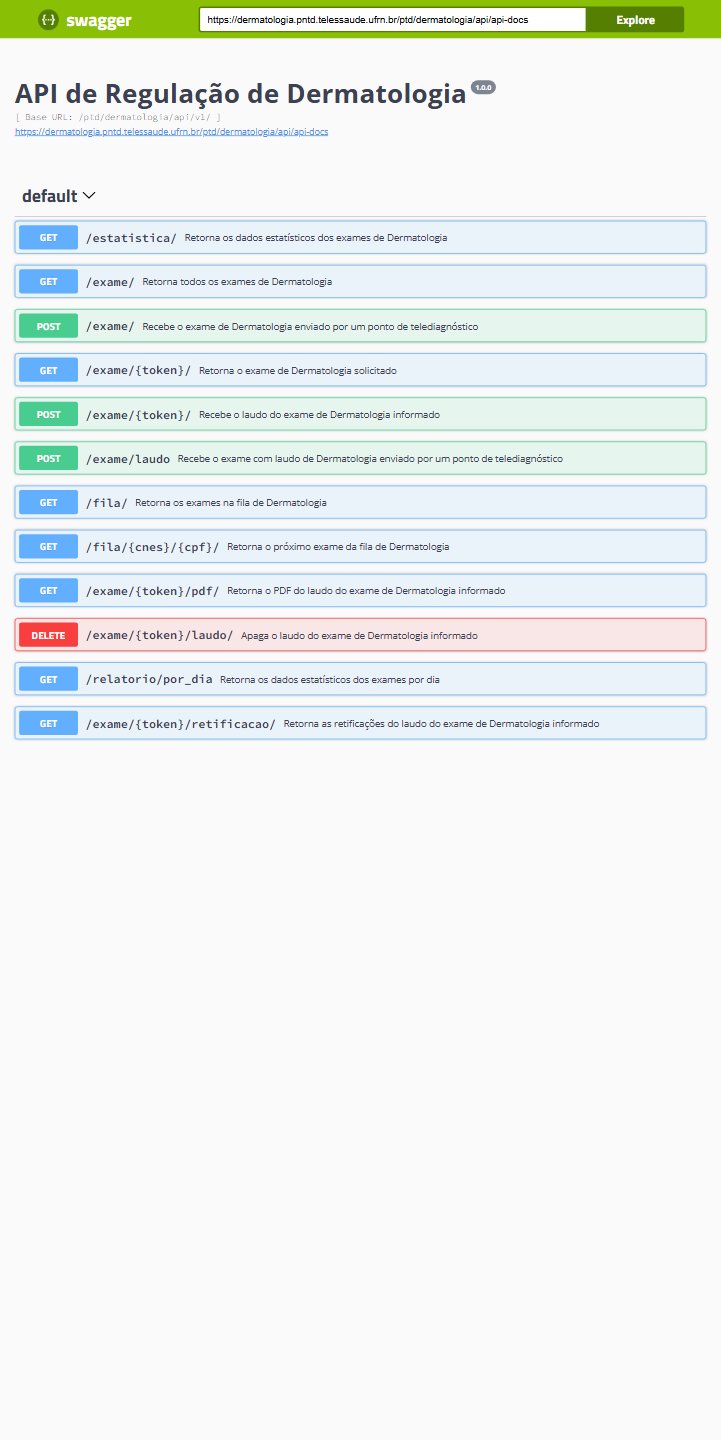 swagger
https://dermatologia.pntd.telessaude.ufrn.br/ptd/dermatologia/api/api-docs
Explore
API de Regulação de Dermatologia 1.0.0
[ Base URL: /ptd/dermatologia/api/v1/ ]
https://dermatologia.pntd.telessaude.ufrn.br/ptd/dermatologia/api/api-docs
default
GET /estatistica/ Retorna os dados estatísticos dos exames de Dermatologia
GET /exame/ Retorna todos os exames de Dermatologia
POST /exame/ Recebe o exame de Dermatologia enviado por um ponto de telediagnóstico
GET /exame/{token}/ Retorna o exame de Dermatologia solicitado
POST /exame/{token}/ Recebe o laudo do exame de Dermatologia informado
POST /exame/laudo Recebe o exame com laudo de Dermatologia enviado por um ponto de telediagnóstico
GET /fila/ Retorna os exames na fila de Dermatologia
GET /fila/{cnes}/{cpf}/ Retorna o próximo exame da fila de Dermatologia
GET /exame/{token}/pdf/ Retorna o PDF do laudo do exame de Dermatologia informado
DELETE /exame/{token}/laudo/ Apaga o laudo do exame de Dermatologia informado
GET /relatorio/por_dia Retorna os dados estatísticos dos exames por dia
GET /exame/{token}/retificacao/ Retorna as retificações do laudo do exame de Dermatologia informado